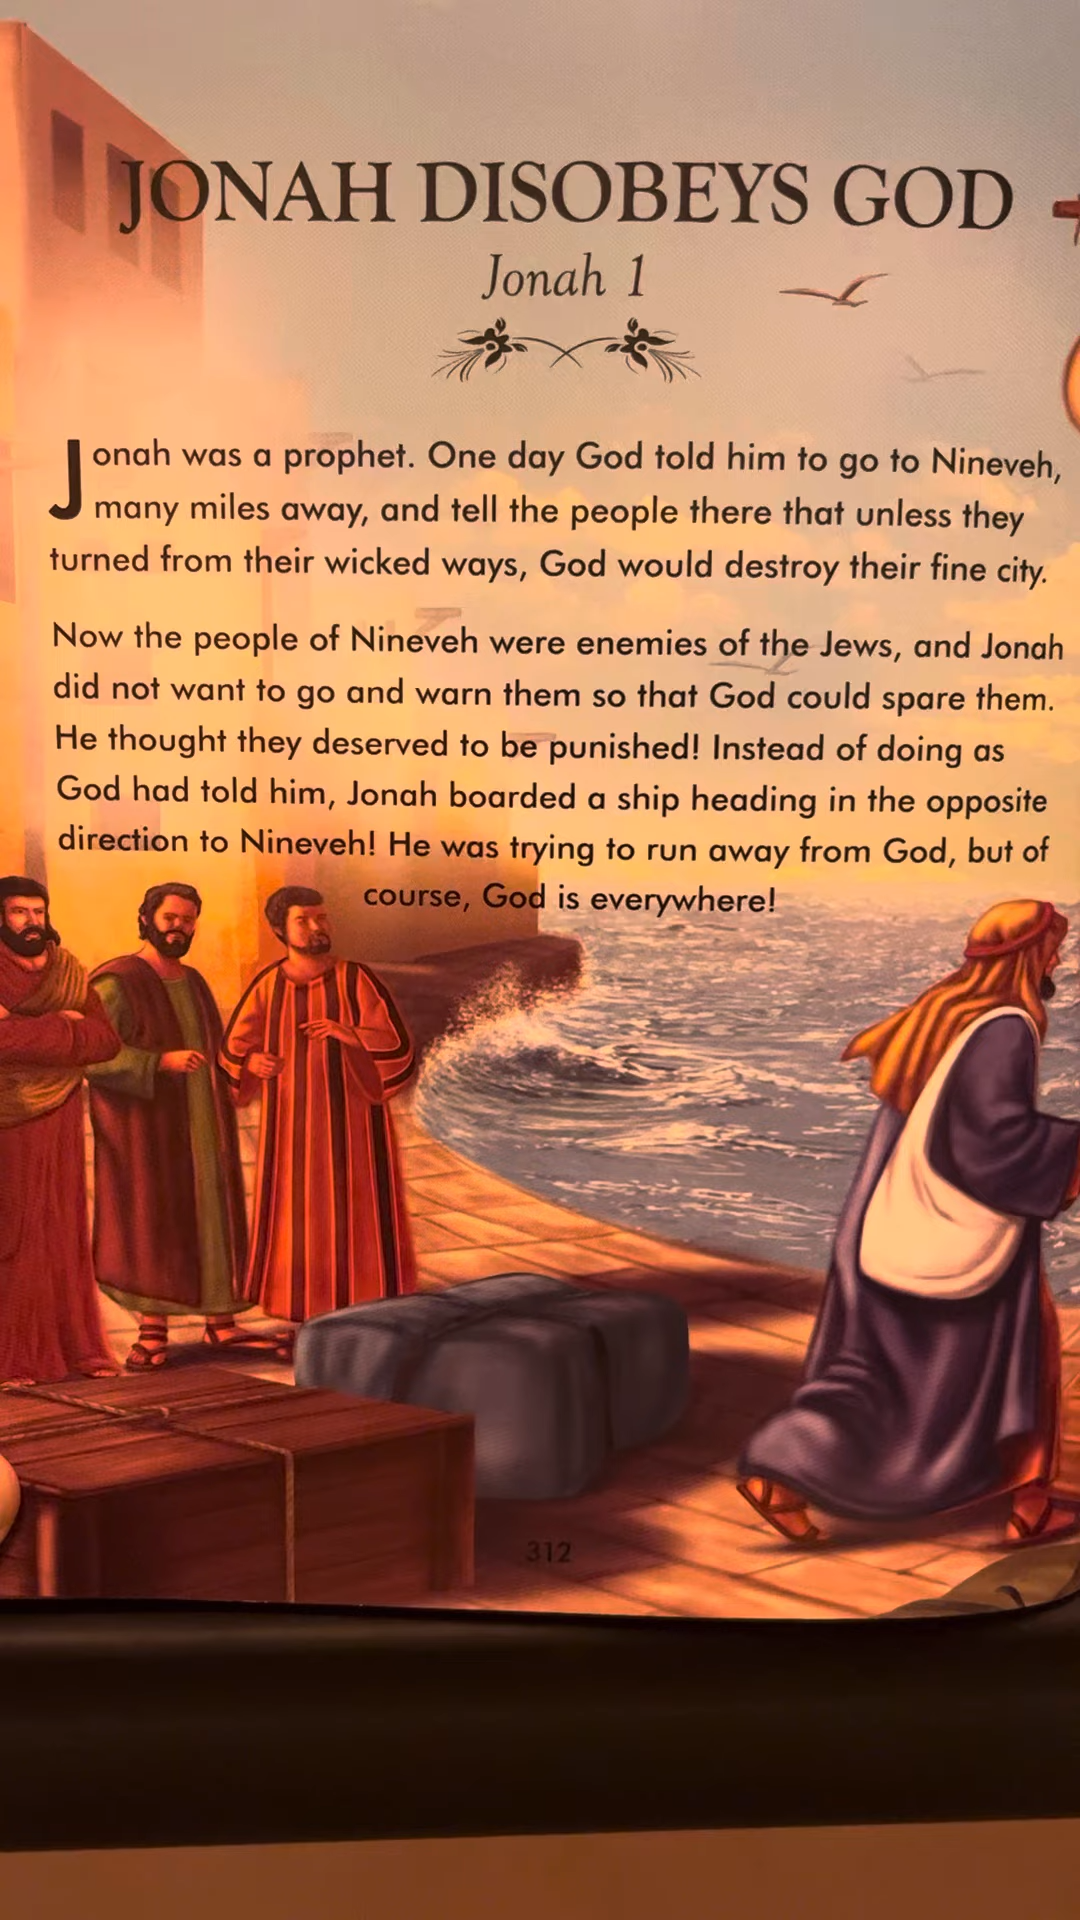 JONAH DISOBEYS GOD
Jonah 1
Jonah was a prophet. One day God told him to go to Nineveh,
many miles away, and tell the people there that unless they
turned from their wicked ways, God would destroy their fine city.
Now the people of Nineveh were enemies of the Jews, and Jonah
did not want to go and warn them so that God could spare them.
He thought they deserved to be punished! Instead of doing as
God had told him, Jonah boarded a ship heading in the opposite
direction to Nineveh! He was trying to run away from God, but of
course, God is everywhere!
312